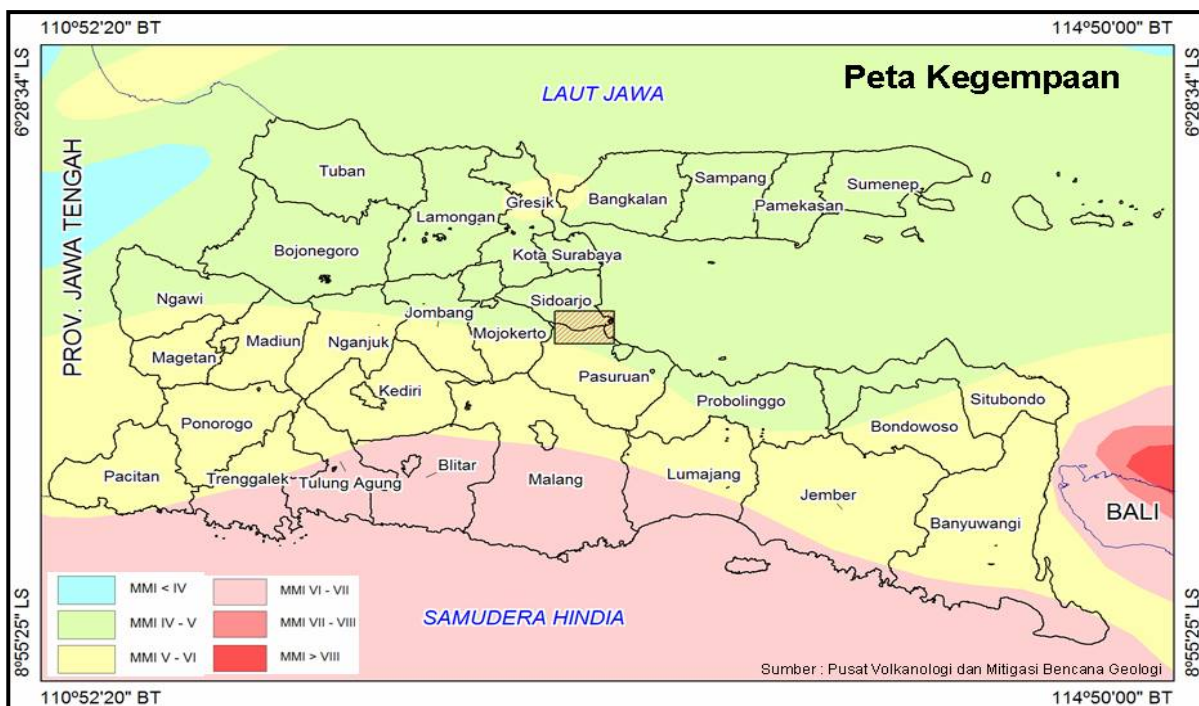 110º52'20" BT
114º50'00" BT
6º28'34" LS
6º28'34" LS
Peta Kegempaan
LAUT JAWA
PROV. JAWA TENGAH
Tuban
Lamongan
Gresik
Bangkalan
Sampang
Pamekasan
Sumenep
Bojonegoro
Kota Surabaya
Ngawi
Sidoarjo
Jombang
Mojokerto
Magetan
Madiun
Nganjuk
Kediri
Pasuruan
Probolinggo
Situbondo
Bondowoso
Ponorogo
Pacitan
Trenggalek
Tulung Agung
Blitar
Malang
Lumajang
Jember
Banyuwangi
BALI
SAMUDERA HINDIA
MMI < IV
MMI IV - V
MMI V - VI
MMI VI - VII
MMI VII - VIII
MMI > VIII
Sumber : Pusat Volkanologi dan Mitigasi Bencana Geologi
8º55'25" LS
8º55'25" LS
110º52'20" BT
114º50'00" BT